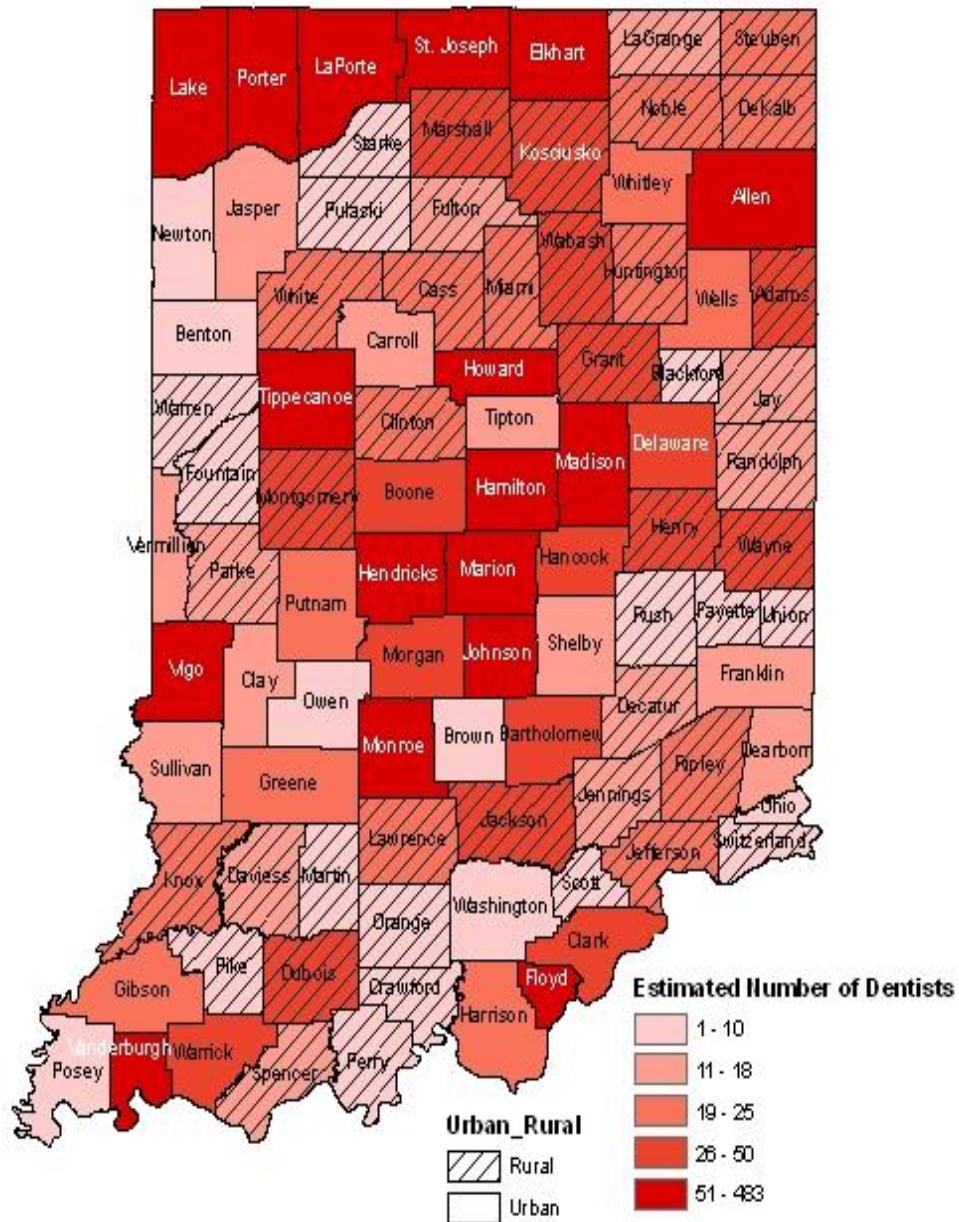 St. Joseph
Elkhart
LaGrange
Steuben
Lake
Porter
LaPorte
Noble
DeKalb
Starke
Marshall
Kosciusko
Whitley
Allen
Newton
Jasper
Pulaski
Fulton
Wabash
Huntington
White
Cass
Miami
Wells
Adams
Benton
Carroll
Howard
Grant
Blackford
Jay
Warren
Tippecanoe
Clinton
Tipton
Madison
Delaware
Randolph
Fountain
Montgomery
Boone
Hamilton
Henry
Wayne
Vermillion
Parke
Hendricks
Marion
Hancock
Putnam
Rush
Fayette
Union
Vigo
Clay
Morgan
Johnson
Shelby
Franklin
Owen
Monroe
Brown
Bartholomew
Decatur
Dearborn
Sullivan
Greene
Jennings
Ripley
Ohio
Lawrence
Jackson
Jefferson
Switzerland
Knox
Daviess
Martin
Orange
Washington
Scott
Gibson
Pike
Dubois
Crawford
Clark
Floyd
Harrison
Posey
Vanderburgh
Warrick
Spencer
Perry
Estimated Number of Dentists
1 - 10
11 - 18
19 - 25
26 - 50
51 - 483
Urban_Rural
Rural
Urban